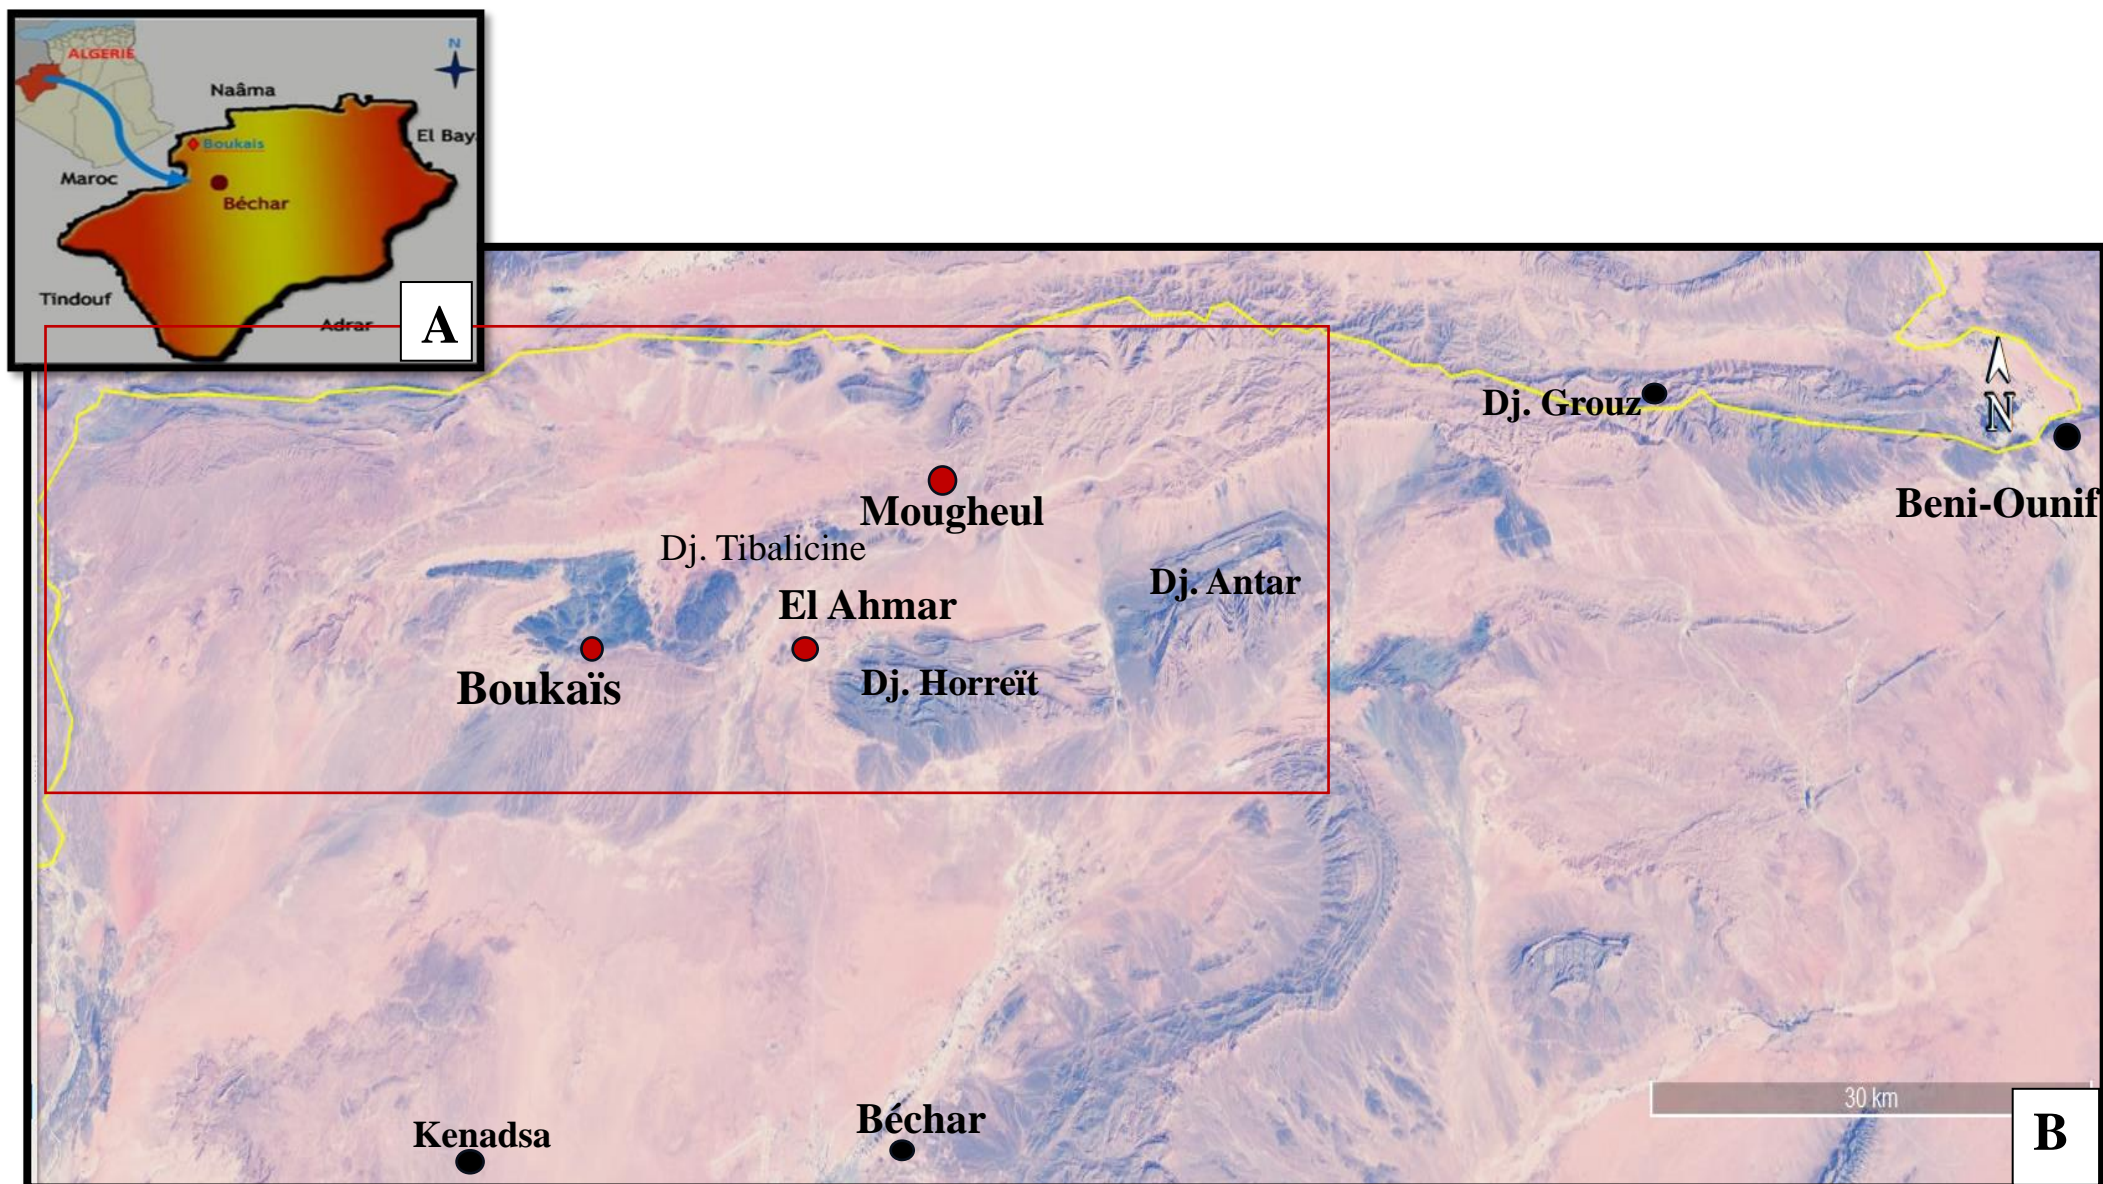 ALGERIE
N
Naâma
El Bay
Boukais
Maroc
Béchar
Tindouf
Adrar
A
Dj. Grouz
N
Mougheul
Beni-Ounif
Dj. Tibalicine
Dj. Antar
El Ahmar
Boukaïs
Dj. Horreït
30 km
Béchar
Kenadsa
B